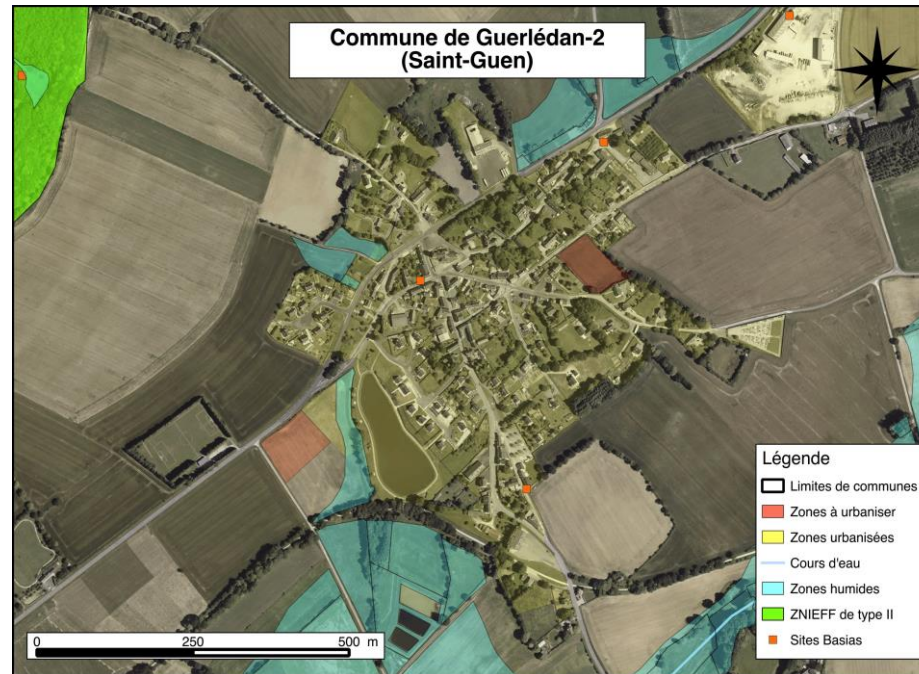 Commune de Guerlédan-2
(Saint-Guen)
Légende
Limites de communes
Zones à urbaniser
Zones urbanisées
Cours d'eau
Zones humides
ZNIEFF de type II
Sites Basias
0 250 500 m